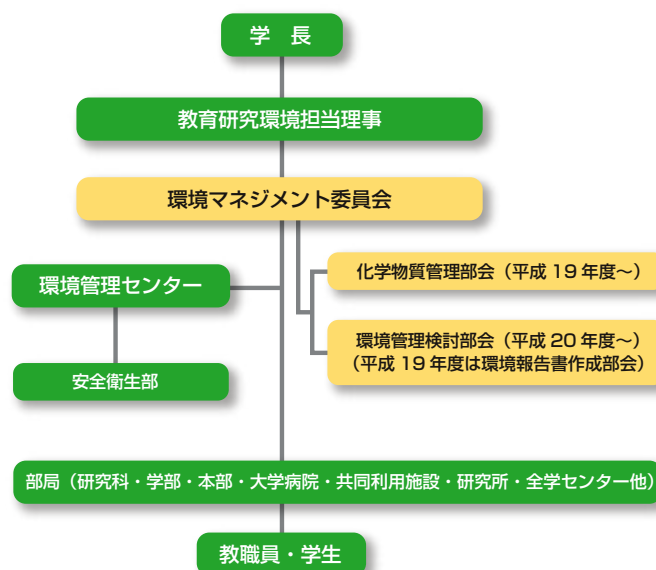 学 長
教育研究環境担当理事
環境マネジメント委員会
環境管理センター
化学物質管理部会（平成 19 年度～）
環境管理検討部会（平成 20 年度～）
（平成 19 年度は環境報告書作成部会）
安全衛生部
部局（研究科・学部・本部・大学病院・共同利用施設・研究所・全学センター他）
教職員・学生